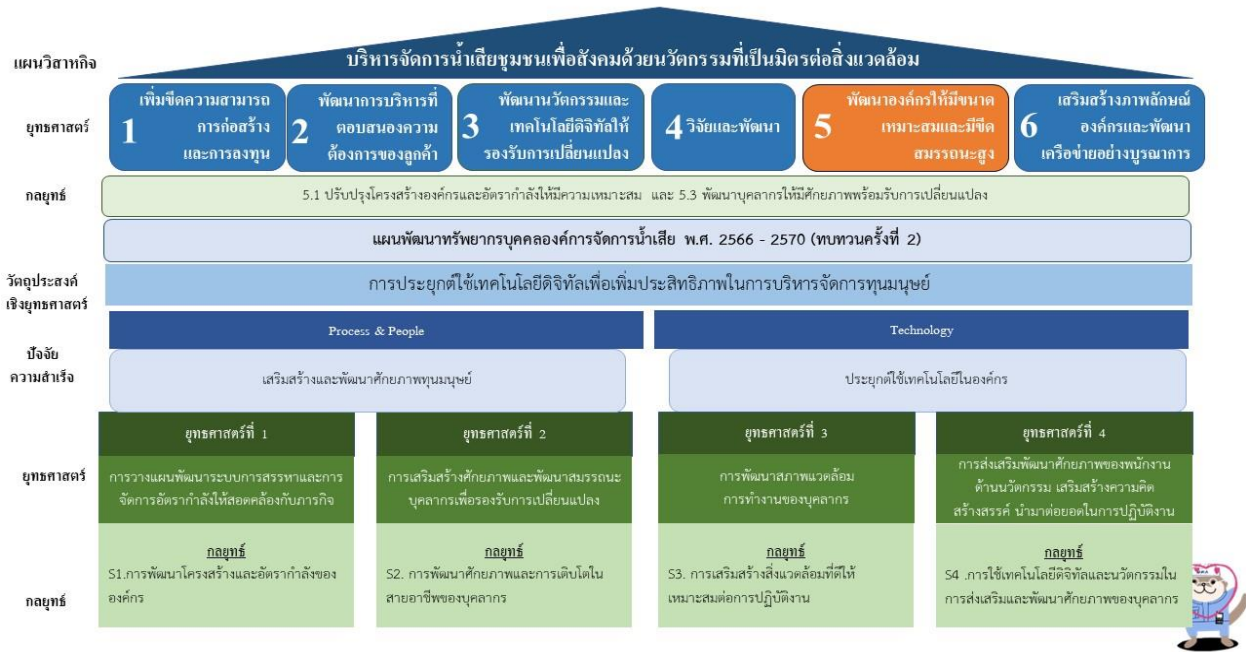 แผนวิสาหกิจ
บริหารจัดการน้ำเสียชุมชนเพื่อสังคมด้วยนวัตกรรมที่เป็นมิตรต่อสิ่งแวดล้อม
ยุทธศาสตร์
1
เพิ่มขีดความสามารถ
การก่อสร้าง
และการลงทุน
2
พัฒนาการบริหารที่
ตอบสนองความ
ต้องการของลูกค้า
3
พัฒนานวัตกรรมและ
เทคโนโลยีดิจิทัลให้
รองรับการเปลี่ยนแปลง
4 วิจัยและพัฒนา
5
พัฒนาองค์กรให้มีขนาด
เหมาะสมและมีขีด
สมรรถนะสูง
6
เสริมสร้างภาพลักษณ์
องค์กรและพัฒนา
เครือข่ายอย่างบูรณาการ
กลยุทธ์
5.1 ปรับปรุงโครงสร้างองค์กรและอัตรากำลังให้มีความเหมาะสม และ 5.3 พัฒนาบุคลากรให้มีศักยภาพพร้อมรับการเปลี่ยนแปลง
แผนพัฒนาทรัพยากรบุคคลองค์การจัดการน้ำเสีย พ.ศ. 2566 - 2570 (ทบทวนครั้งที่ 2)
วัตถุประสงค์
เชิงยุทธศาสตร์
การประยุกต์ใช้เทคโนโลยีดิจิทัลเพื่อเพิ่มประสิทธิภาพในการบริหารจัดการทุนมนุษย์
ปัจจัย
ความสำเร็จ
Process & People
Technology
เสริมสร้างและพัฒนาศักยภาพทุนมนุษย์
ประยุกต์ใช้เทคโนโลยีในองค์กร
ยุทธศาสตร์
ยุทธศาสตร์ที่ 1
การวางแผนพัฒนาระบบการสรรหาและการ
จัดการอัตรากำลังให้สอดคล้องกับภารกิจ
ยุทธศาสตร์ที่ 2
การเสริมสร้างศักยภาพและพัฒนาสมรรถนะ
บุคลากรเพื่อรองรับการเปลี่ยนแปลง
ยุทธศาสตร์ที่ 3
การพัฒนาสภาพแวดล้อม
การทำงานของบุคลากร
ยุทธศาสตร์ที่ 4
การส่งเสริมพัฒนาศักยภาพของพนักงาน
ด้านนวัตกรรม เสริมสร้างความคิด
สร้างสรรค์ นำมาต่อยอดในการปฏิบัติงาน
กลยุทธ์
กลยุทธ์
S1.การพัฒนาโครงสร้างและอัตรากำลังของ
องค์กร
กลยุทธ์
S2. การพัฒนาศักยภาพและการเติบโตใน
สายอาชีพของบุคลากร
กลยุทธ์
S3. การเสริมสร้างสิ่งแวดล้อมที่ดีให้
เหมาะสมต่อการปฏิบัติงาน
กลยุทธ์
S4 .การใช้เทคโนโลยีดิจิทัลและนวัตกรรมใน
การส่งเสริมและพัฒนาศักยภาพของบุคลากร